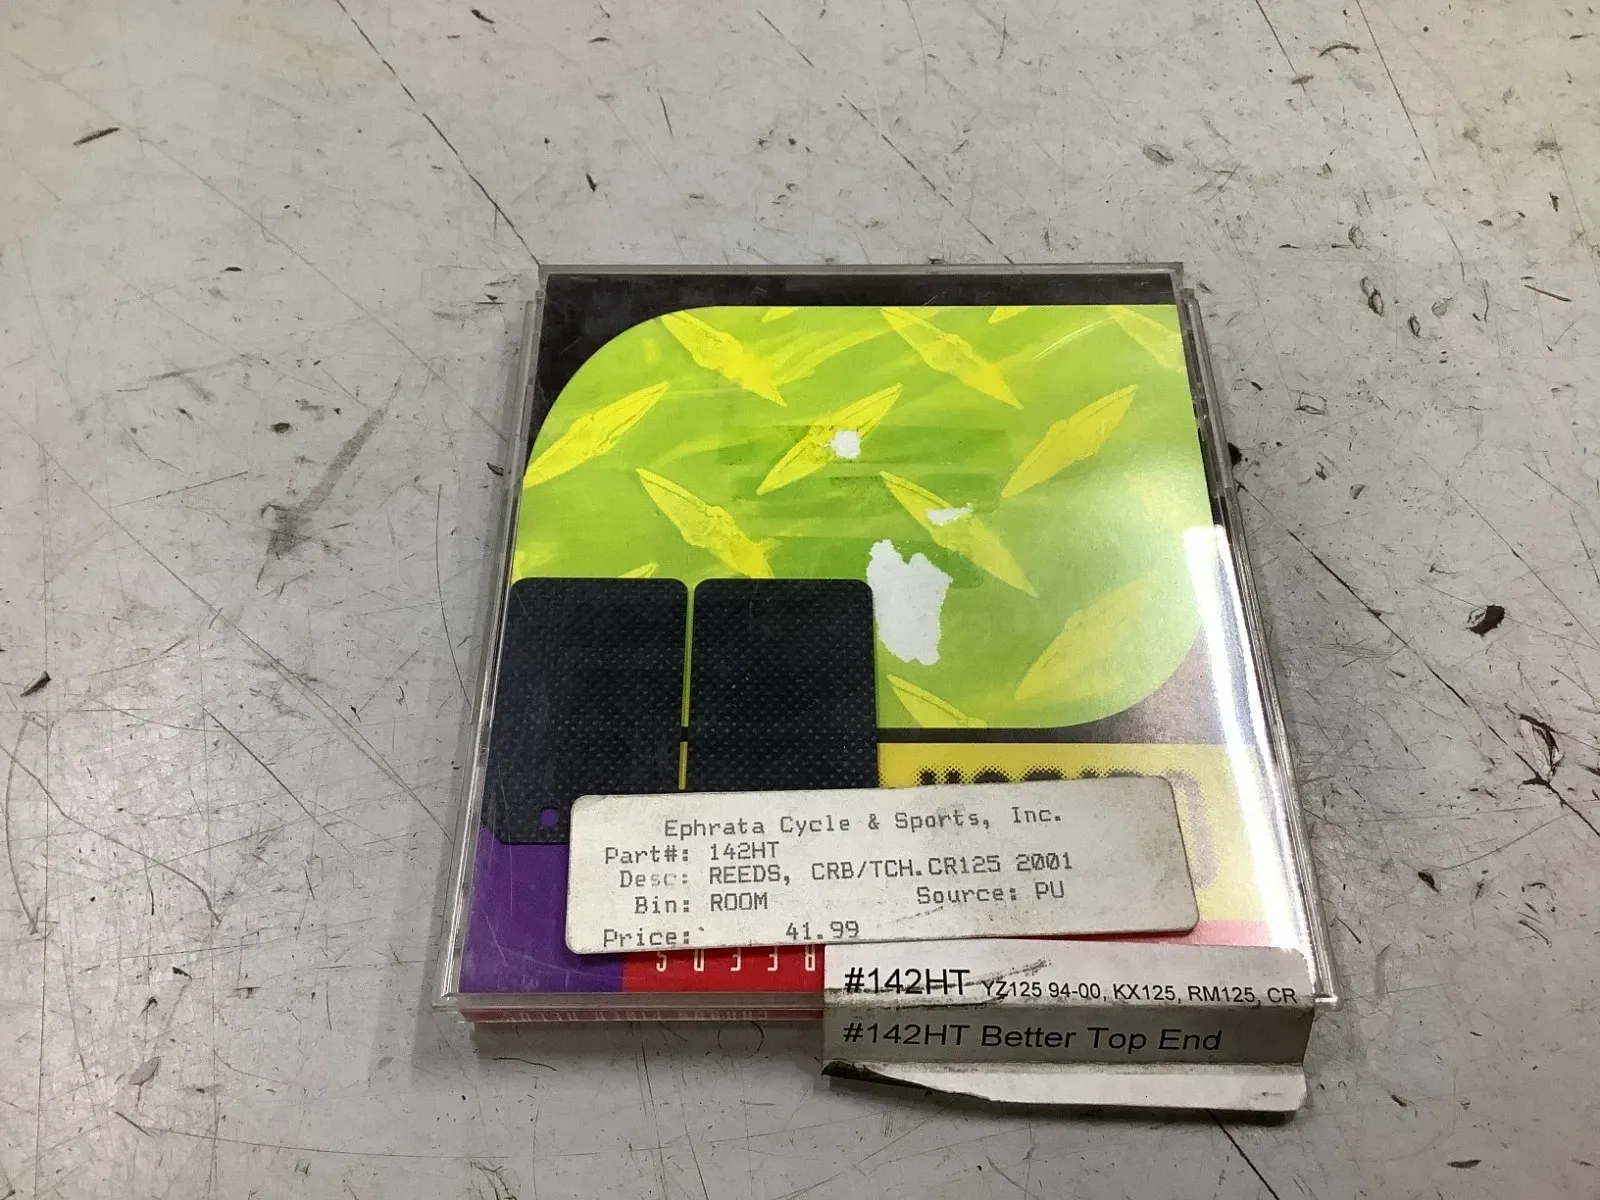 Ephrata Cycle & Sports, Inc.
Part#: 142HT
Desc: REEDS, CRB/TCH.CR125 2001
Bin: ROOM Source: PU
Price: 41.99
REEDS
#142HT YZ125 94-00, KX125, RM125, CR
#142HT Better Top End